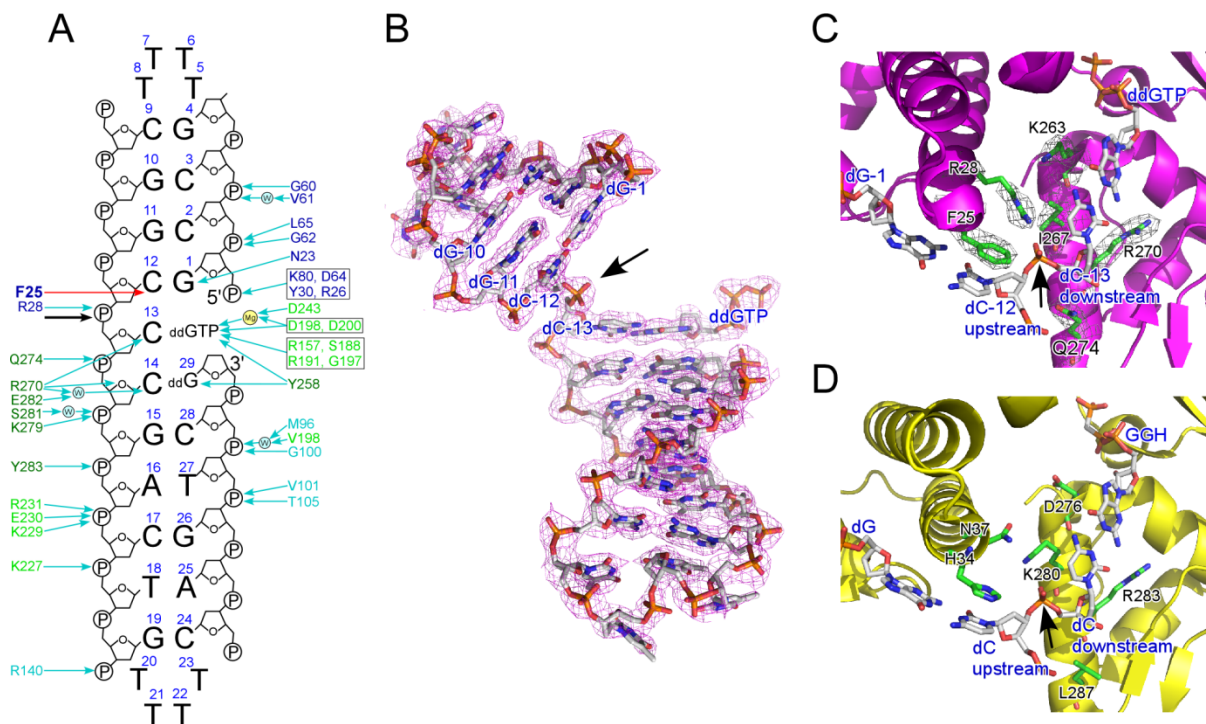 A
7 6
T T
8 5
T T
9 4
P C G
P
10 3
P G C
P G60
W V61
11 2
P G C
P L65
G62
12 1
P C G N23
F25 5' P K80, D64
Y30, R26
R28 P
13 Mg D243
C ddGTP D198, D200
Q274 P R157, S188
R191, G197
14 29 3'
R270 C ddG Y258
W
E282 P P
S281 W
K279 P
15 28
G C
M96
P W V198
G100
Y283 P
16 27
A T
V101
P T105
R231
E230 P
K229
17 26
C G
P
K227 P
18 25
T A
P
P
19 24
G C
P
R140 P
20 23
T T
21 22
T T
B
dG-1
dG-10
dG-11
dC-12
dC-13
ddGTP
C
ddGTP
K263
R28
dG-1
F25
I267
R270
dC-13
downstream
dC-12
upstream
Q274
D
GGH
D276
N37
dG
H34
K280
R283
dC
downstream
dC
upstream
L287